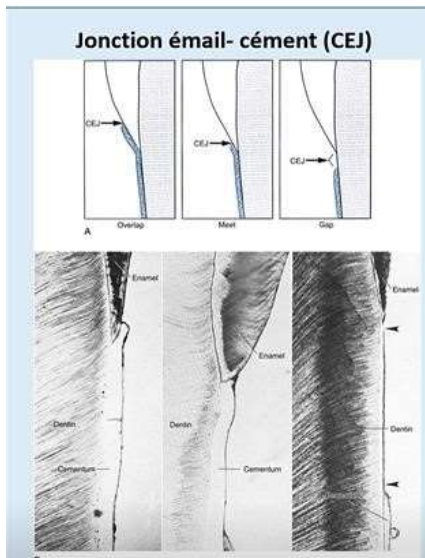 Jonction émail- cément (CEJ)
CEJ
CEJ
CEJ
Overlap
Meet
Gap
A
Enamel
Enamel
Enamel
Dentin
Dentin
Dentin
Cementum
Cementum